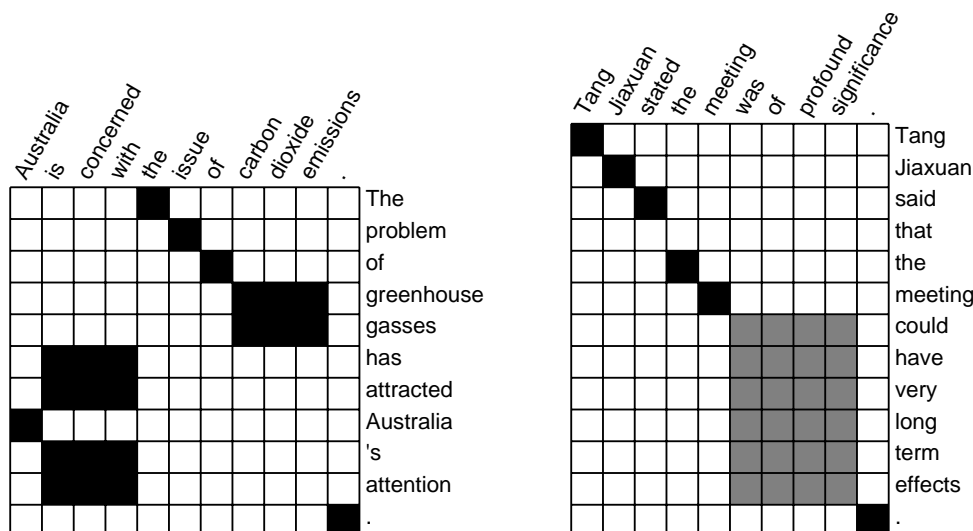 Australia
is
concerned
with
the
issue
of
carbon
dioxide
emissions
.
The
problem
of
greenhouse
gasses
has
attracted
Australia
's
attention
.
Tang
Jiaxuan
stated
the
meeting
was
of
profound
significance
.
Tang
Jiaxuan
said
that
the
meeting
could
have
very
long
term
effects
.